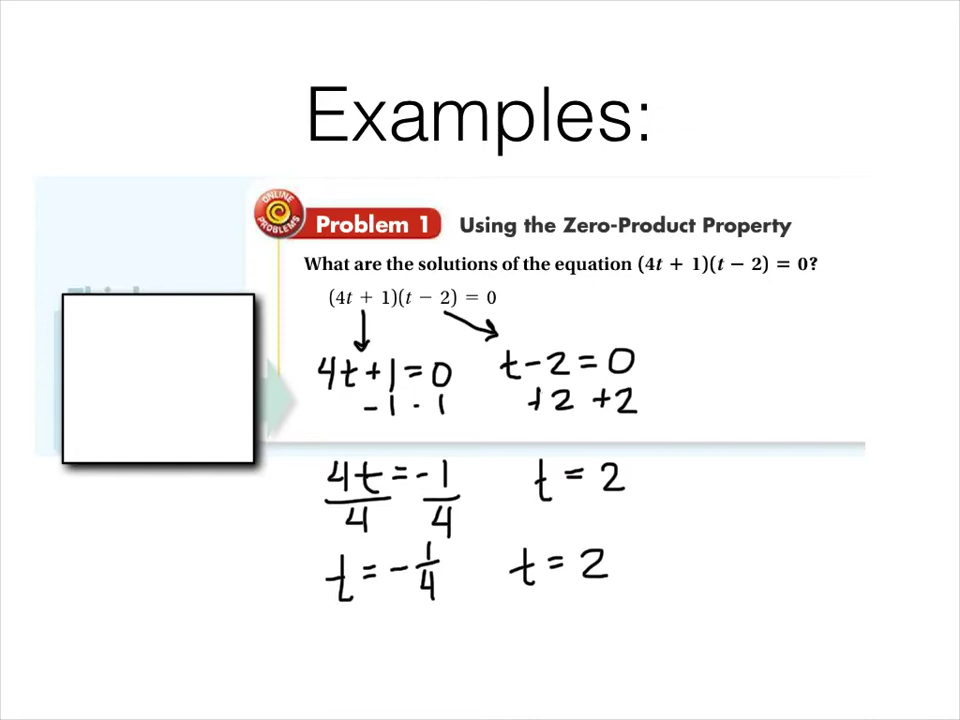 Examples:
ONLINE PROBLEMS
Problem 1 Using the Zero-Product Property
What are the solutions of the equation (4t + 1)(t − 2) = 0?
(4t + 1)(t − 2) = 0
4t+1=0 t-2=0
-1 -1 +2 +2
4t=-1 t=2
4 4
t=-1/4 t=2